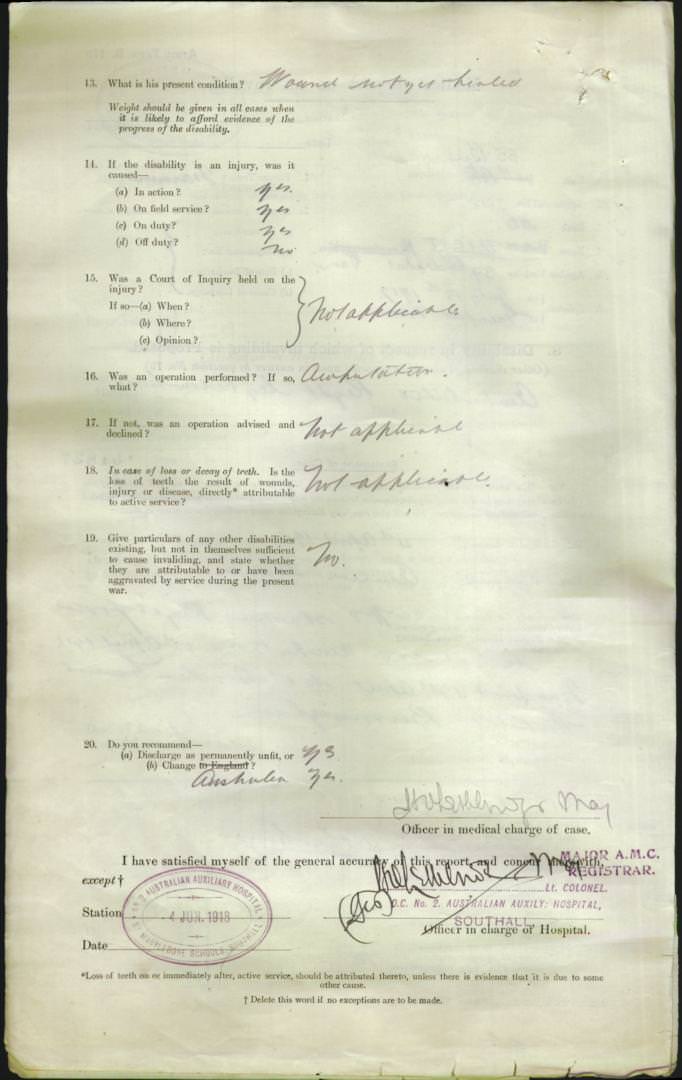 13. What is his present condition? Wound not yet healed
Weight should be given in all cases when
it is likely to afford evidence of the
progress of the disability.
14. If the disability is an injury, was it
caused—
(a) In action? yes.
(b) On field service? yes
(c) On duty? yes
(d) Off duty? no
15. Was a Court of Inquiry held on the
injury?
If so—(a) When? Not applicable
(b) Where?
(c) Opinion?
16. Was an operation performed? If so, Amputation.
what?
17. If not, was an operation advised and
declined? Not applicable
18. In case of loss or decay of teeth. Is the
loss of teeth the result of wounds, Not applicable.
injury or disease, directly* attributable
to active service?
19. Give particulars of any other disabilities
existing, but not in themselves sufficient No.
to cause invaliding, and state whether
they are attributable to or have been
aggravated by service during the present
war.
20. Do you recommend—
(a) Discharge as permanently unfit, or yes
(b) Change to England?
Australia yes.
Maj
Officer in medical charge of case.
I have satisfied myself of the general accuracy of this report, and concur therewith,
MAJOR A.M.C.
REGISTRAR.
except †
Maj
Lt. COLONEL.
O.C. No. 2. AUSTRALIAN AUXILY: HOSPITAL,
SOUTHALL.
Officer in charge of Hospital.
Station
AUSTRALIAN AUXILIARY HOSPITAL
4 JUN. 1918
ST MARYLEBONE SCHOOLS, SOUTHALL
Date
*Loss of teeth on or immediately after, active service, should be attributed thereto, unless there is evidence that it is due to some
other cause.
† Delete this word if no exceptions are to be made.